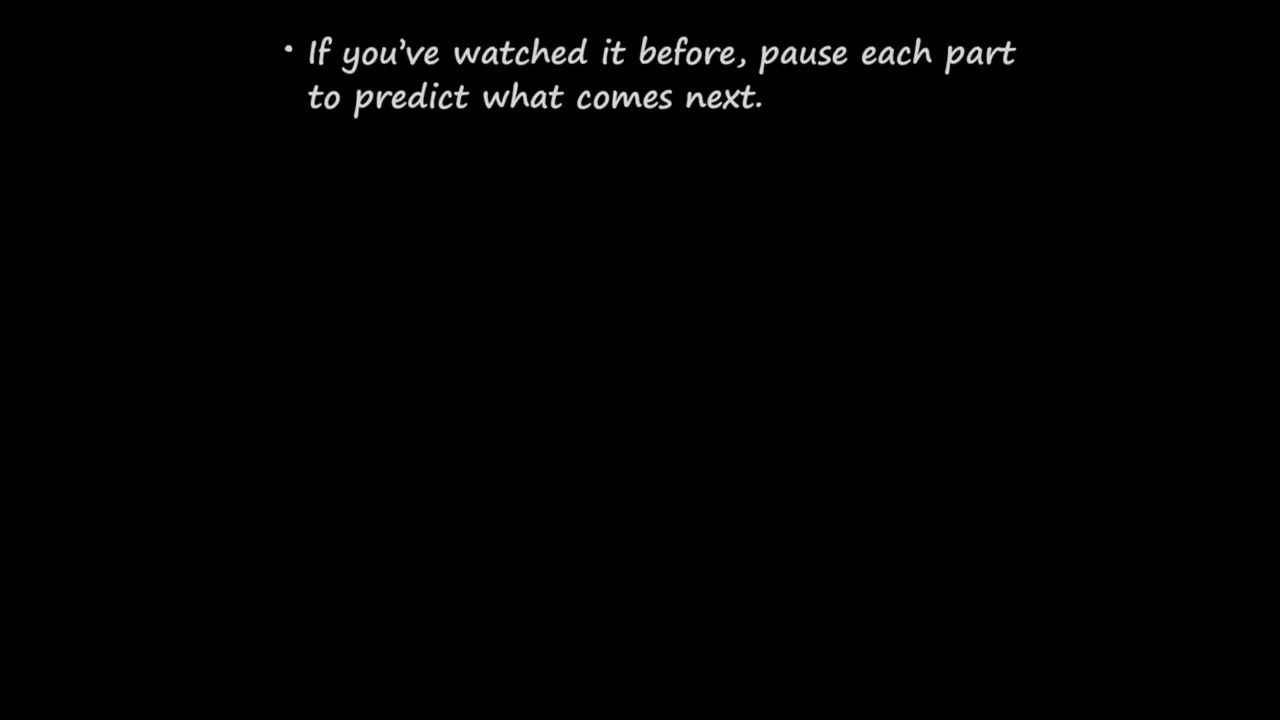 • If you've watched it before, pause each part
to predict what comes next.